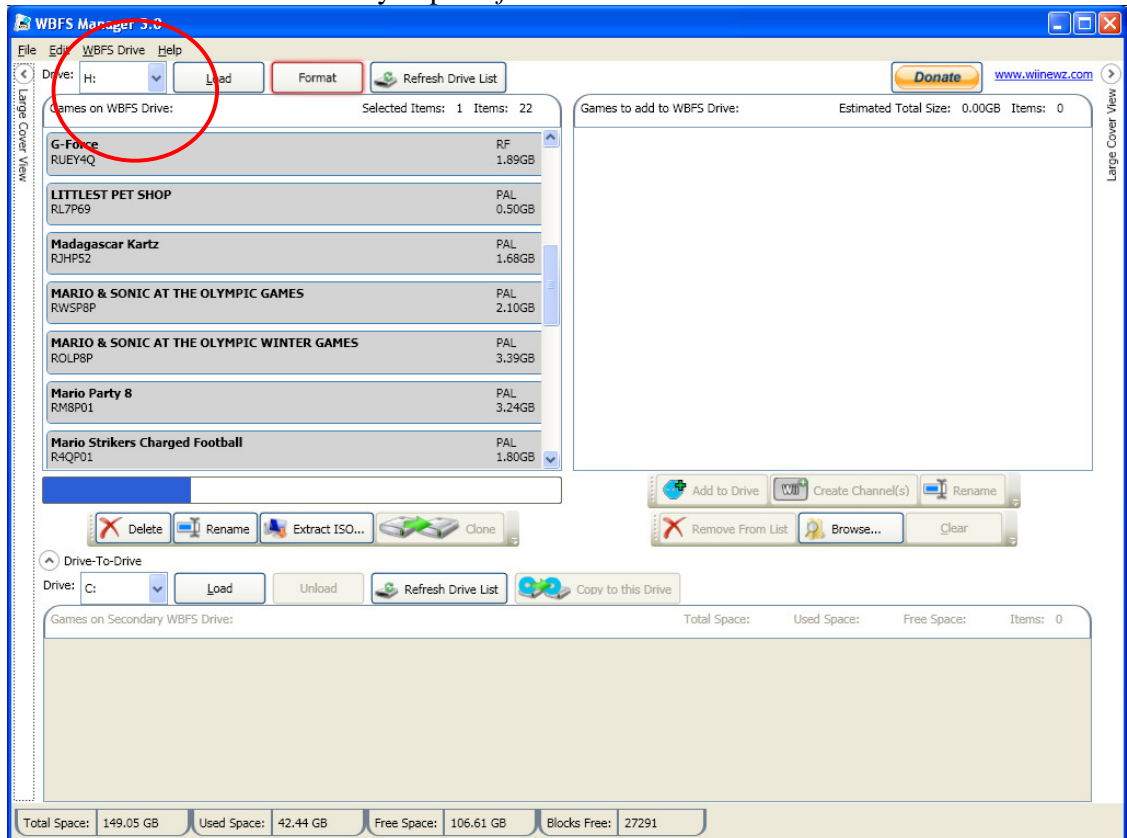 WBFS Manager 3.0
File Edit WBFS Drive Help
Drive: H: Load Format Refresh Drive List Donate www.wiinewz.com
Large Cover View
Large Cover View
Games on WBFS Drive: Selected Items: 1 Items: 22
Games to add to WBFS Drive: Estimated Total Size: 0.00GB Items: 0
G-Force RF
RUEY4Q 1.89GB
LITTLEST PET SHOP PAL
RL7P69 0.50GB
Madagascar Kartz PAL
RJHP52 1.68GB
MARIO & SONIC AT THE OLYMPIC GAMES PAL
RWSP8P 2.10GB
MARIO & SONIC AT THE OLYMPIC WINTER GAMES PAL
ROLP8P 3.39GB
Mario Party 8 PAL
RM8P01 3.24GB
Mario Strikers Charged Football PAL
R4QP01 1.80GB
Add to Drive Wii Create Channel(s) Rename
Delete Rename Extract ISO... Clone
Remove From List Browse... Clear
Drive-To-Drive
Drive: C: Load Unload Refresh Drive List Copy to this Drive
Games on Secondary WBFS Drive: Total Space: Used Space: Free Space: Items: 0
Total Space: 149.05 GB Used Space: 42.44 GB Free Space: 106.61 GB Blocks Free: 27291